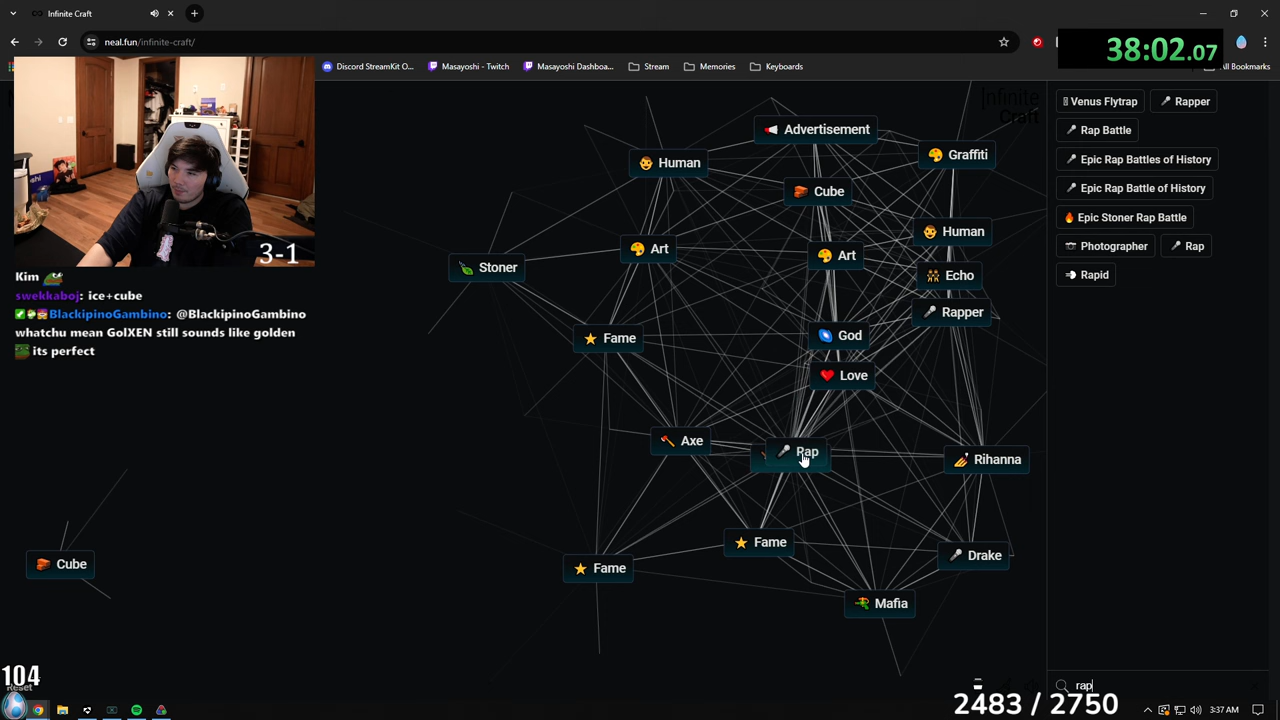 Infinite Craft
neal.fun/infinite-craft/
38:02.07
Discord StreamKit O...
Masayoshi - Twitch
Masayoshi Dashboa...
Stream
Memories
Keyboards
All Bookmarks
Infinite
Craft
3-1
Kim
swekkaboj: ice+cube
BlackipinoGambino: @BlackipinoGambino
whatchu mean GolXEN still sounds like golden
its perfect
Advertisement
Human
Graffiti
Cube
Human
Art
Art
Stoner
Echo
Rapper
Fame
God
Love
Axe
Rap
Rihanna
Fame
Drake
Fame
Cube
Mafia
Venus Flytrap
Rapper
Rap Battle
Epic Rap Battles of History
Epic Rap Battle of History
Epic Stoner Rap Battle
Photographer
Rap
Rapid
rap
104
Reset
2483 / 2750
3:37 AM